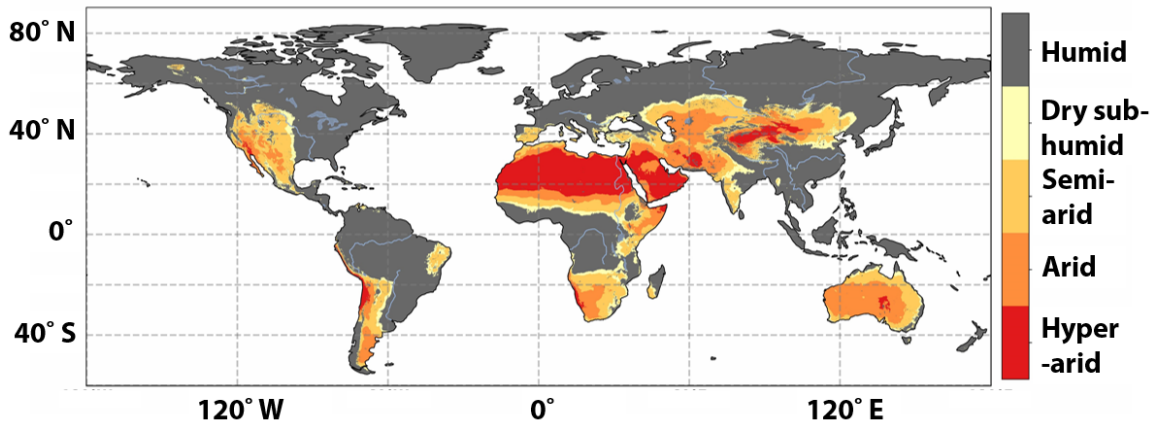 80° N
40° N
0°
40° S
120° W
0°
120° E
Humid
Dry sub-
humid
Semi-
arid
Arid
Hyper
-arid